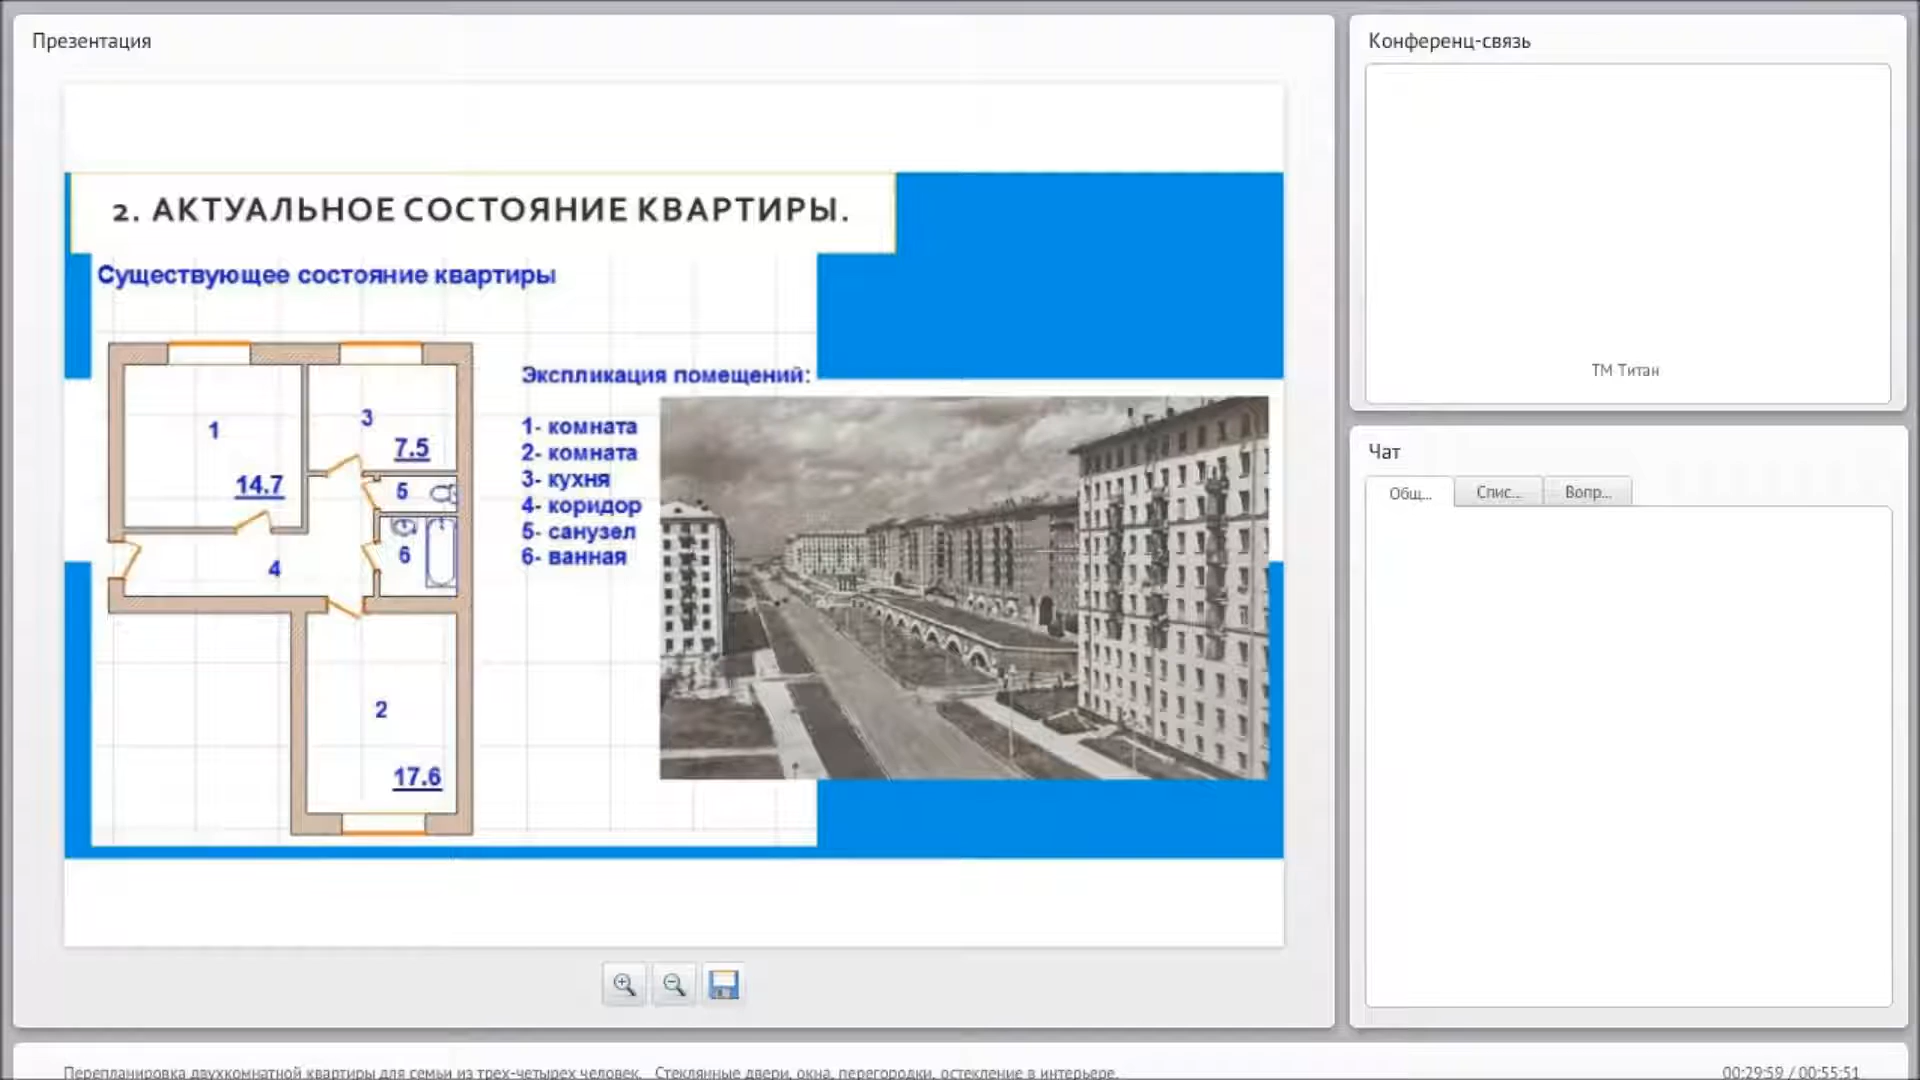 Презентация
2. АКТУАЛЬНОЕ СОСТОЯНИЕ КВАРТИРЫ.
Существующее состояние квартиры
1
14.7
3
7.5
5
6
4
2
17.6
Экспликация помещений:
1- комната
2- комната
3- кухня
4- коридор
5- санузел
6- ванная
Конференц-связь
ТМ Титан
Чат
Общ...
Спис...
Вопр...
Перепланировка двухкомнатной квартиры для семьи из трех-четырех человек. Стеклянные двери, окна, перегородки, остекление в интерьере.
00:29:59 / 00:55:51